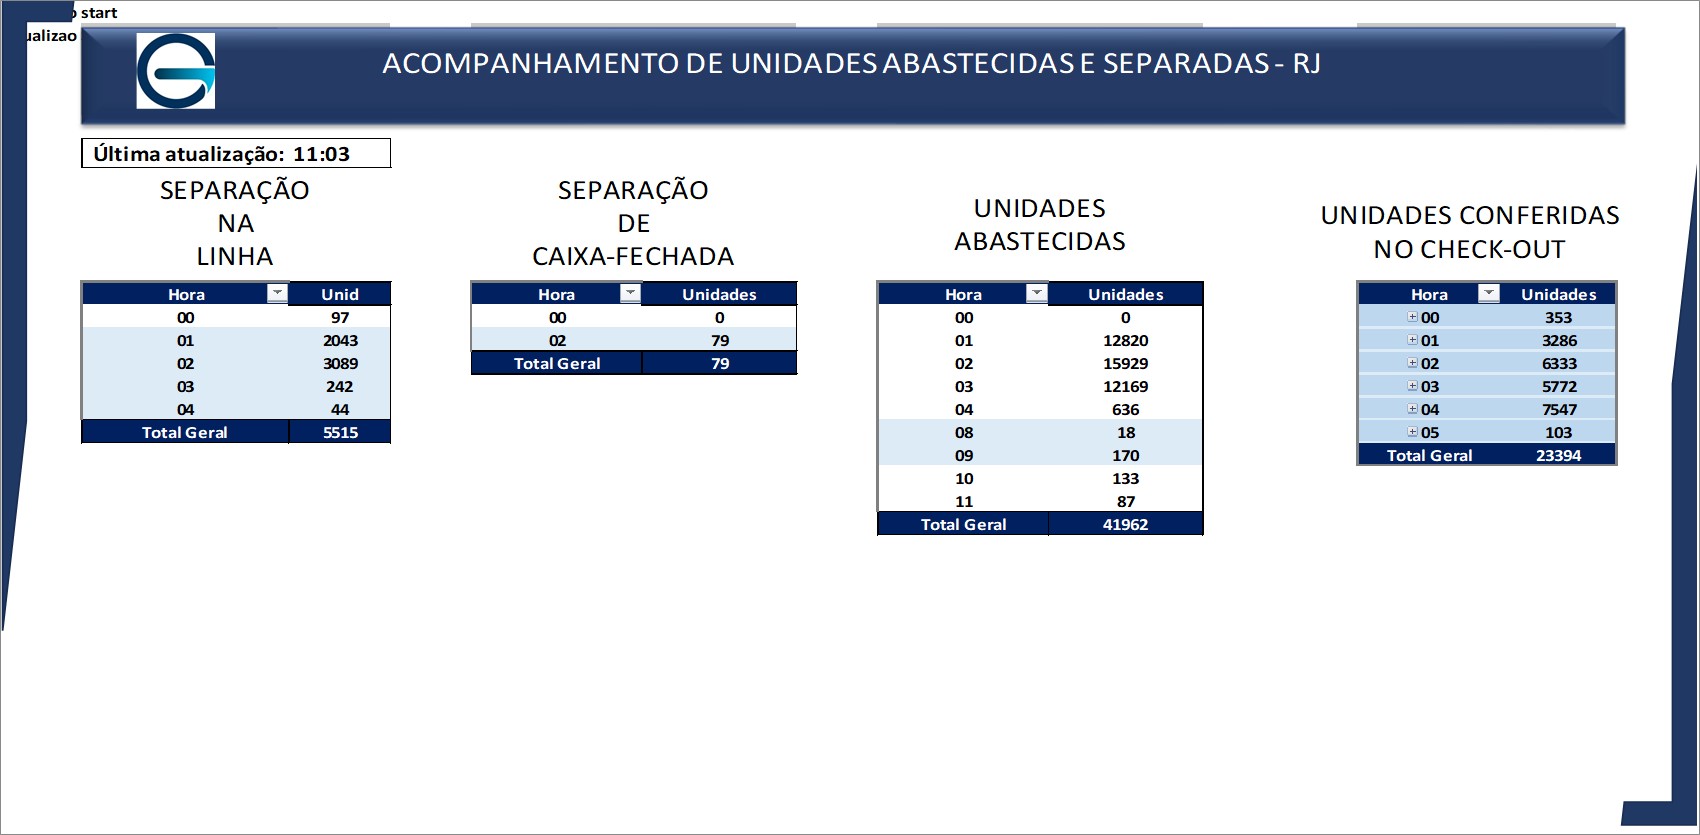 start
ACOMPANHAMENTO DE UNIDADES ABASTECIDAS E SEPARADAS - RJ
Última atualização: 11:03
SEPARAÇÃO
NA
LINHA
Hora Unid
00 97
01 2043
02 3089
03 242
04 44
Total Geral 5515
SEPARAÇÃO
DE
CAIXA-FECHADA
Hora Unidades
00 0
02 79
Total Geral 79
UNIDADES
ABASTECIDAS
Hora Unidades
00 0
01 12820
02 15929
03 12169
04 636
08 18
09 170
10 133
11 87
Total Geral 41962
UNIDADES CONFERIDAS
NO CHECK-OUT
Hora Unidades
00 353
01 3286
02 6333
03 5772
04 7547
05 103
Total Geral 23394